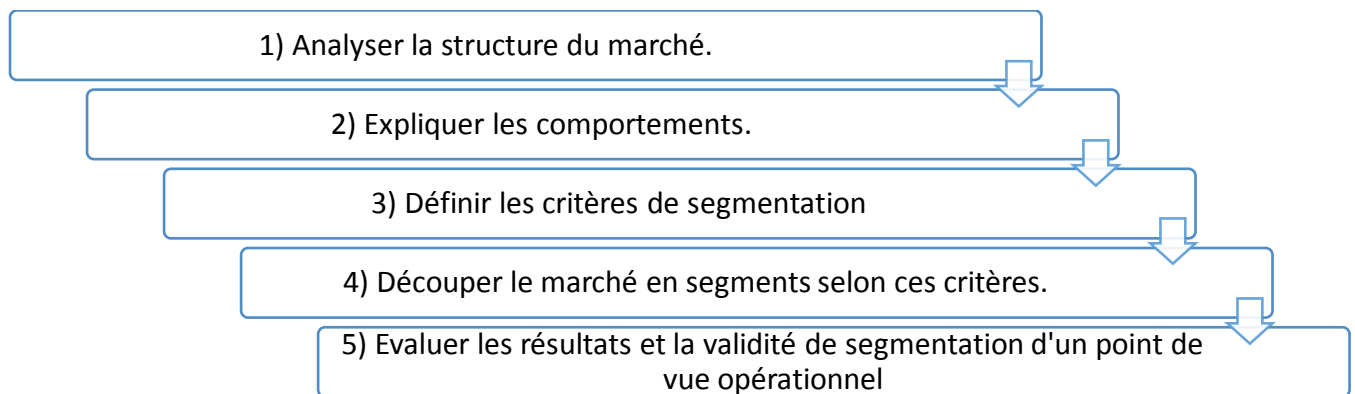 1) Analyser la structure du marché.
2) Expliquer les comportements.
3) Définir les critères de segmentation
4) Découper le marché en segments selon ces critères.
5) Evaluer les résultats et la validité de segmentation d'un point de
vue opérationnel